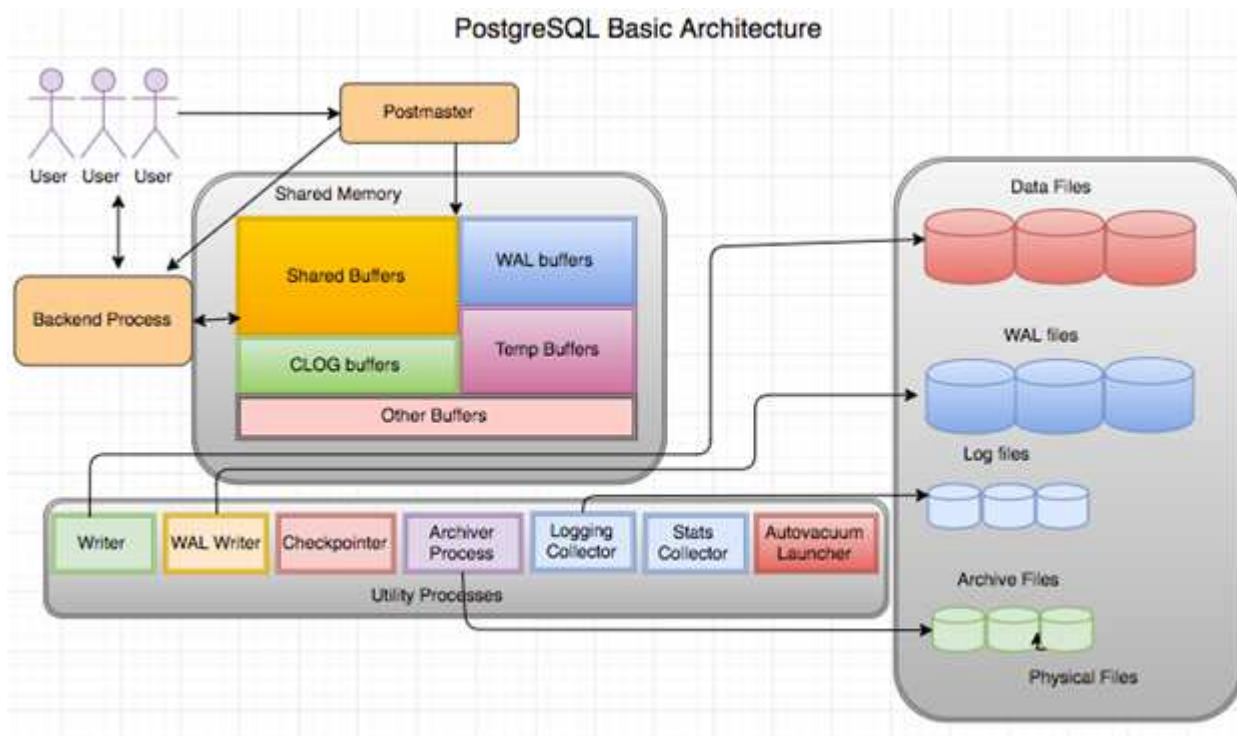 PostgreSQL Basic Architecture
Postmaster
User User User
Shared Memory
Data Files
Shared Buffers
WAL buffers
Backend Process
WAL files
CLOG buffers
Temp Buffers
Other Buffers
Log files
Writer
WAL Writer
Checkpointer
Archiver
Process
Logging
Collector
Stats
Collector
Autovacuum
Launcher
Utility Processes
Archive Files
Physical Files